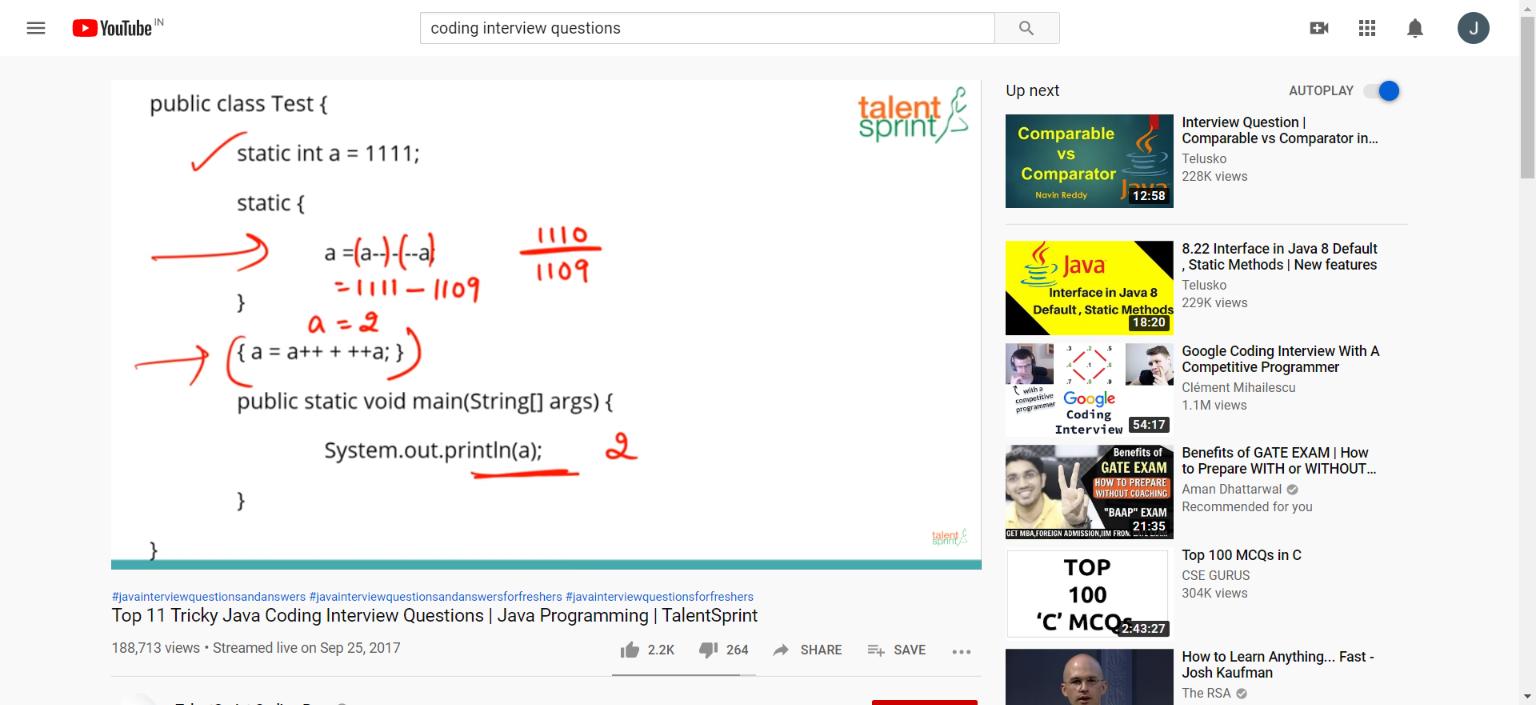 YouTube IN
coding interview questions
J
public class Test {
talent
sprint
static int a = 1111;
static {
a =(a--)-(--a)
1110
1109
= 1111 – 1109
}
a = 2
({ a = a++ + ++a; })
public static void main(String[] args) {
System.out.println(a);
2
}
talent
sprint
}
#javainterviewquestionsandanswers #javainterviewquestionsandanswersforfreshers #javainterviewquestionsforfreshers
Top 11 Tricky Java Coding Interview Questions | Java Programming | TalentSprint
188,713 views • Streamed live on Sep 25, 2017
2.2K 264 SHARE SAVE
Up next
AUTOPLAY
Comparable
vs
Comparator
Navin Reddy
Java
12:58
Interview Question |
Comparable vs Comparator in...
Telusko
228K views
Java
Interface in Java 8
Default , Static Methods
18:20
8.22 Interface in Java 8 Default
, Static Methods | New features
Telusko
229K views
with a
competitive
programmer
Google
Coding
Interview
54:17
Google Coding Interview With A
Competitive Programmer
Clément Mihailescu
1.1M views
Benefits of
GATE EXAM
HOW TO PREPARE
WITHOUT COACHING
"BAAP" EXAM
21:35
GET MBA,FOREIGN ADMISSION,IIM FROM
Benefits of GATE EXAM | How
to Prepare WITH or WITHOUT...
Aman Dhattarwal
Recommended for you
TOP
100
‘C’ MCQs
2:43:27
Top 100 MCQs in C
CSE GURUS
304K views
How to Learn Anything... Fast -
Josh Kaufman
The RSA